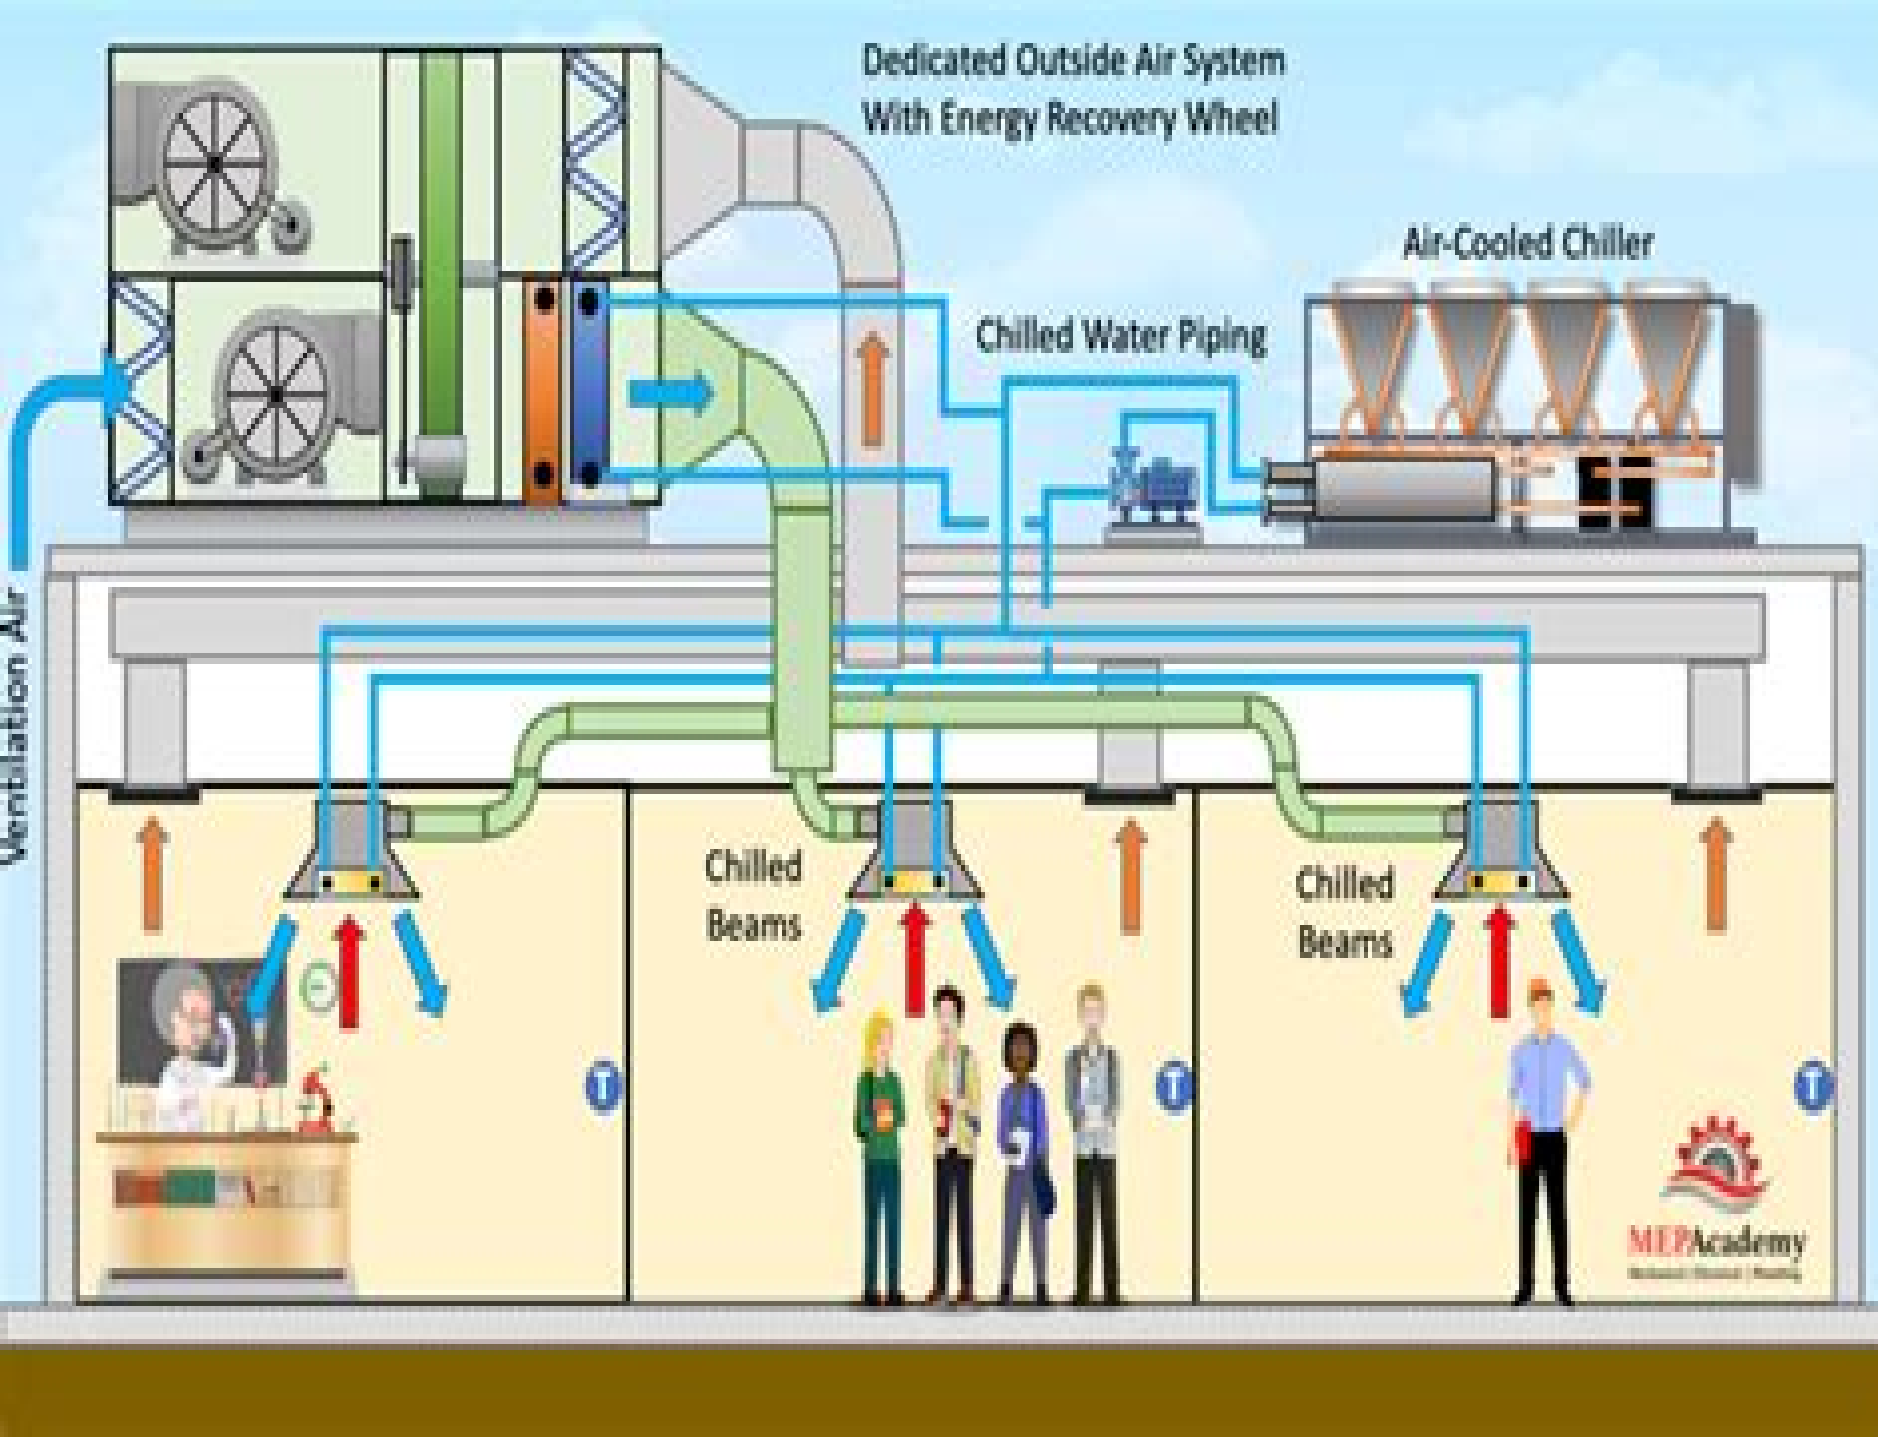 Dedicated Outside Air System
With Energy Recovery Wheel
Air-Cooled Chiller
Chilled Water Piping
Ventilation Air
Chilled
Beams
Chilled
Beams
T
T
T
MEPAcademy